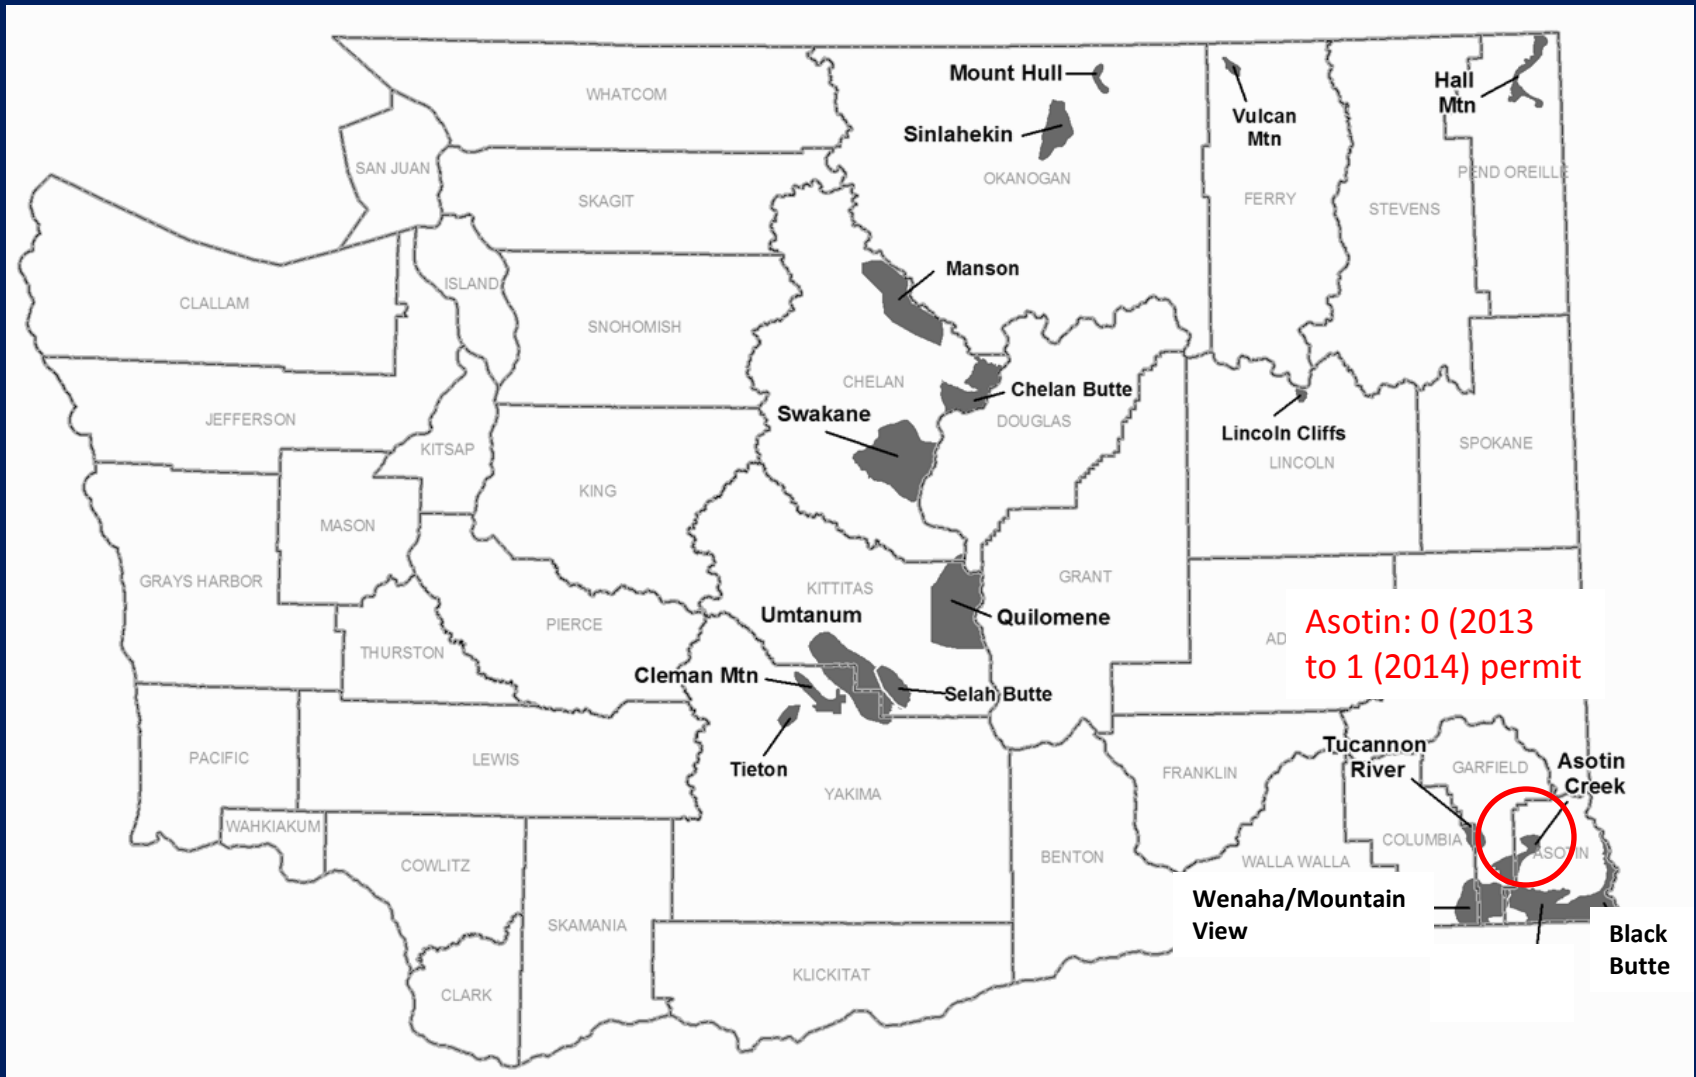 WHATCOM
Mount Hull
Hall
Mtn
Vulcan
Mtn
Sinlahekin
SAN JUAN
OKANOGAN
PEND OREILLE
SKAGIT
FERRY
STEVENS
Manson
ISLAND
CLALLAM
SNOHOMISH
CHELAN
Chelan Butte
Swakane
DOUGLAS
JEFFERSON
Lincoln Cliffs
LINCOLN
SPOKANE
KITSAP
KING
MASON
GRAYS HARBOR
KITTITAS
GRANT
Umtanum
Quilomene
Asotin: 0 (2013
to 1 (2014) permit
AD
PIERCE
THURSTON
Cleman Mtn
Selah Butte
Tieton
PACIFIC
LEWIS
YAKIMA
FRANKLIN
Tucannon
River
GARFIELD
Asotin
Creek
WAHKIAKUM
COWLITZ
BENTON
WALLA WALLA
COLUMBIA
ASOTIN
Wenaha/Mountain
View
Black
Butte
SKAMANIA
KLICKITAT
CLARK